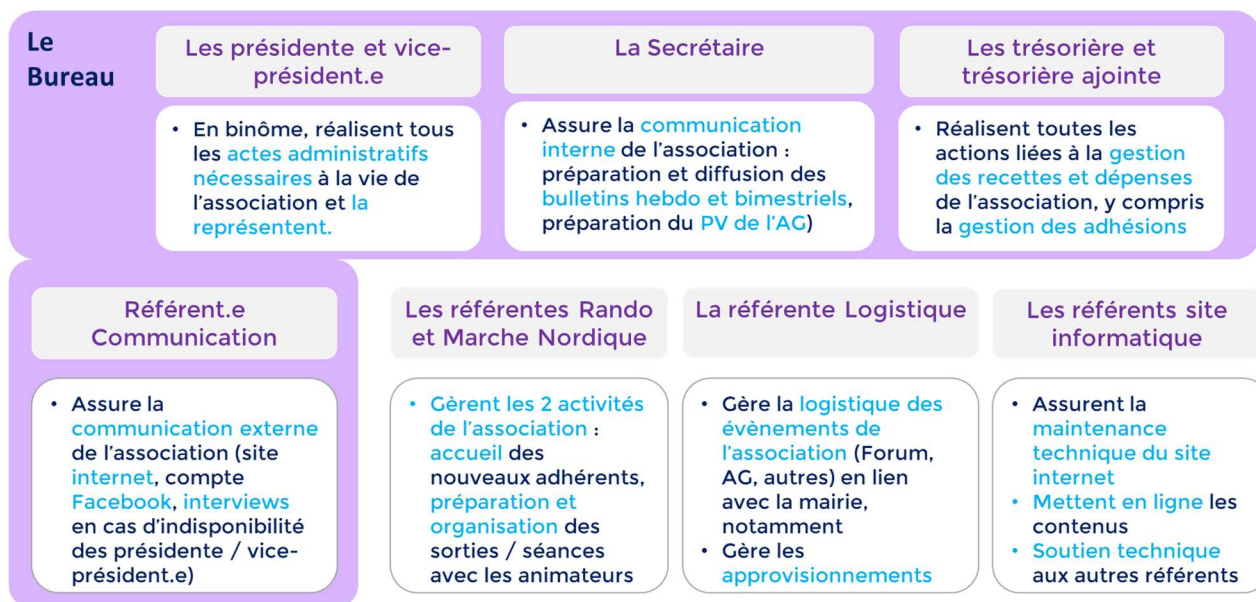 Le
Bureau
Les présidente et vice-
président.e
• En binôme, réalisent tous
les actes administratifs
nécessaires à la vie de
l'association et la
représentent.
La Secrétaire
• Assure la communication
interne de l'association :
préparation et diffusion des
bulletins hebdo et bimestriels,
préparation du PV de l'AG)
Les trésorière et
trésorière ajointe
• Réalisent toutes les
actions liées à la gestion
des recettes et dépenses
de l'association, y compris
la gestion des adhésions
Référent.e
Communication
• Assure la
communication externe
de l'association (site
internet, compte
Facebook, interviews
en cas d'indisponibilité
des présidente / vice-
président.e)
Les référentes Rando
et Marche Nordique
• Gèrent les 2 activités
de l'association :
accueil des
nouveaux adhérents,
préparation et
organisation des
sorties / séances
avec les animateurs
La référente Logistique
• Gère la logistique des
évènements de
l'association (Forum,
AG, autres) en lien
avec la mairie,
notamment
• Gère les
approvisionnements
Les référents site
informatique
• Assurent la
maintenance
technique du site
internet
• Mettent en ligne les
contenus
• Soutien technique
aux autres référents